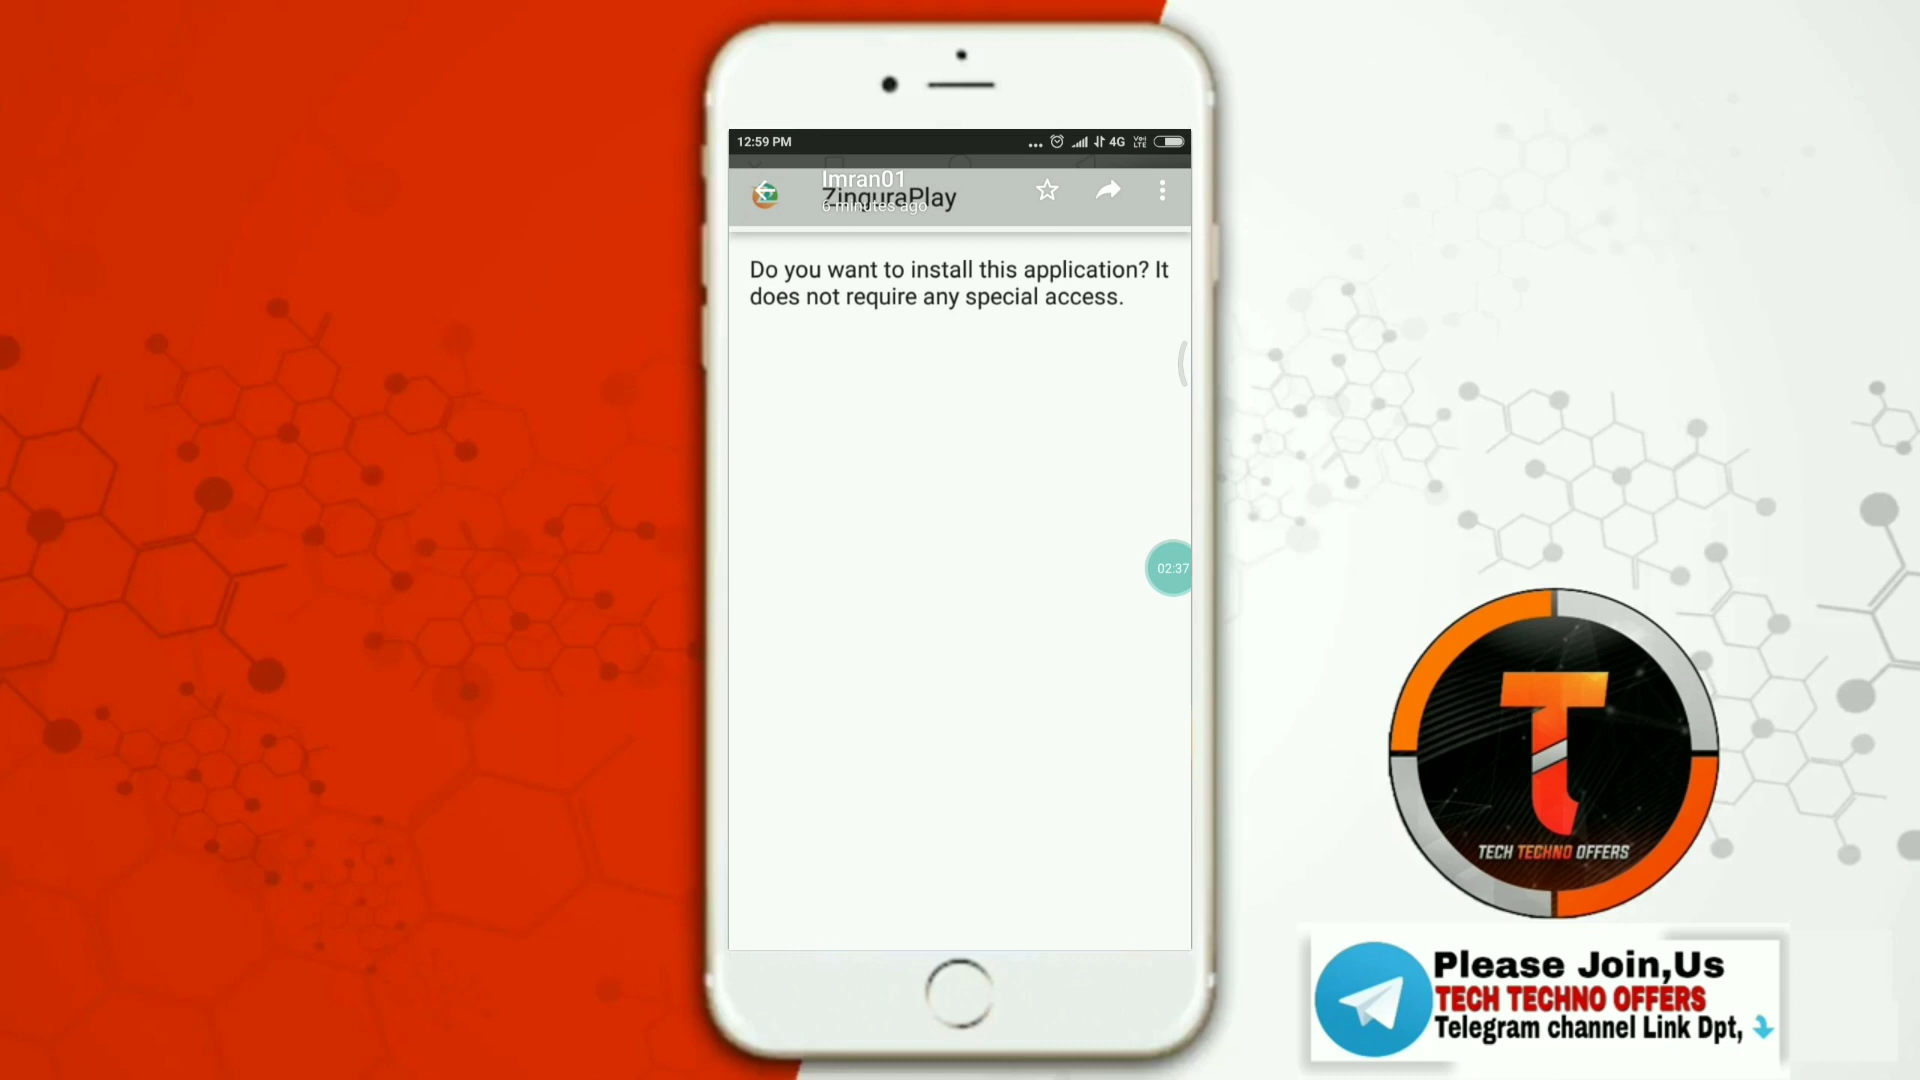 12:59 PM
4G
Vo)
LTE
Imran01
ZinguraPlay
6 minutes ago
Do you want to install this application? It
does not require any special access.
02:37
T
TECH TECHNO OFFERS
Please Join,Us
TECH TECHNO OFFERS
Telegram channel Link Dpt,